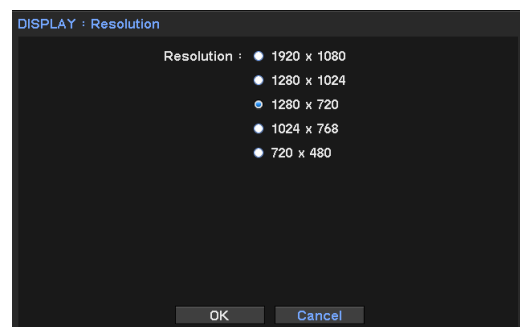 DISPLAY : Resolution
Resolution : 1920 x 1080
1280 x 1024
1280 x 720
1024 x 768
720 x 480
OK Cancel